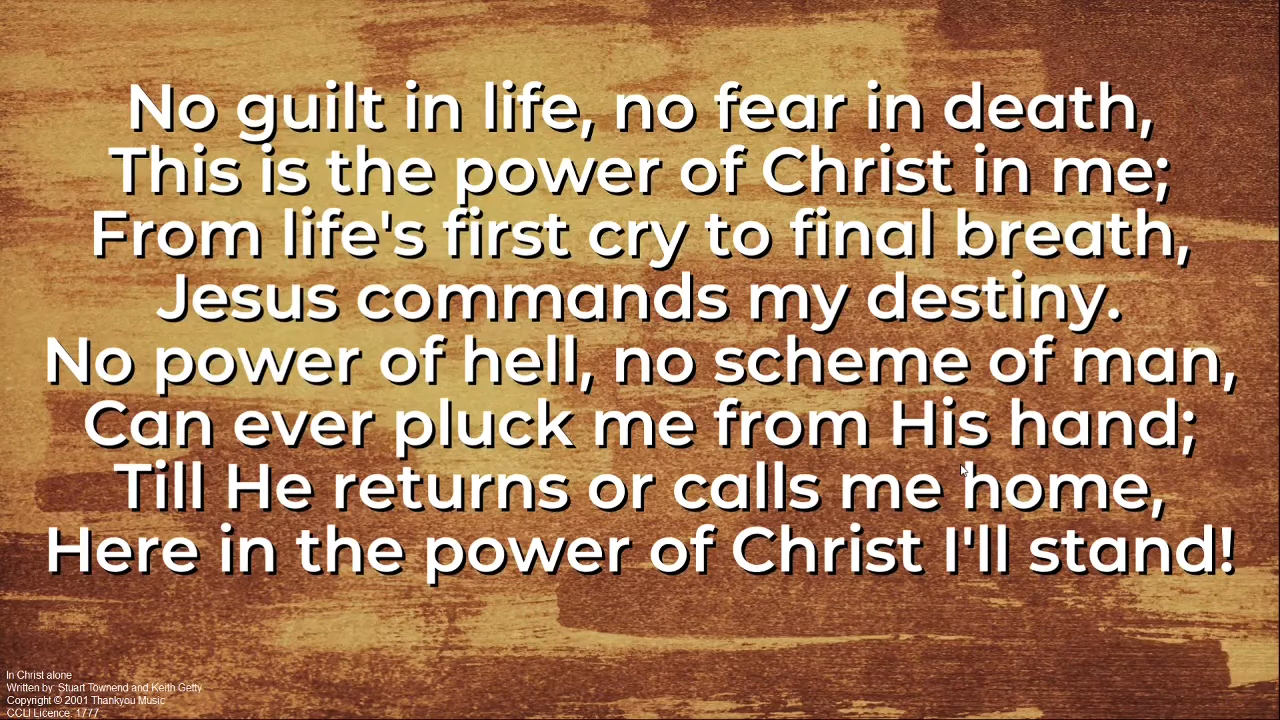 No guilt in life, no fear in death,
This is the power of Christ in me;
From life's first cry to final breath,
Jesus commands my destiny.
No power of hell, no scheme of man,
Can ever pluck me from His hand;
Till He returns or calls me home,
Here in the power of Christ I'll stand!
In Christ alone
Written by: Stuart Townend and Keith Getty
Copyright © 2001 Thankyou Music
CCLI Licence: 1777